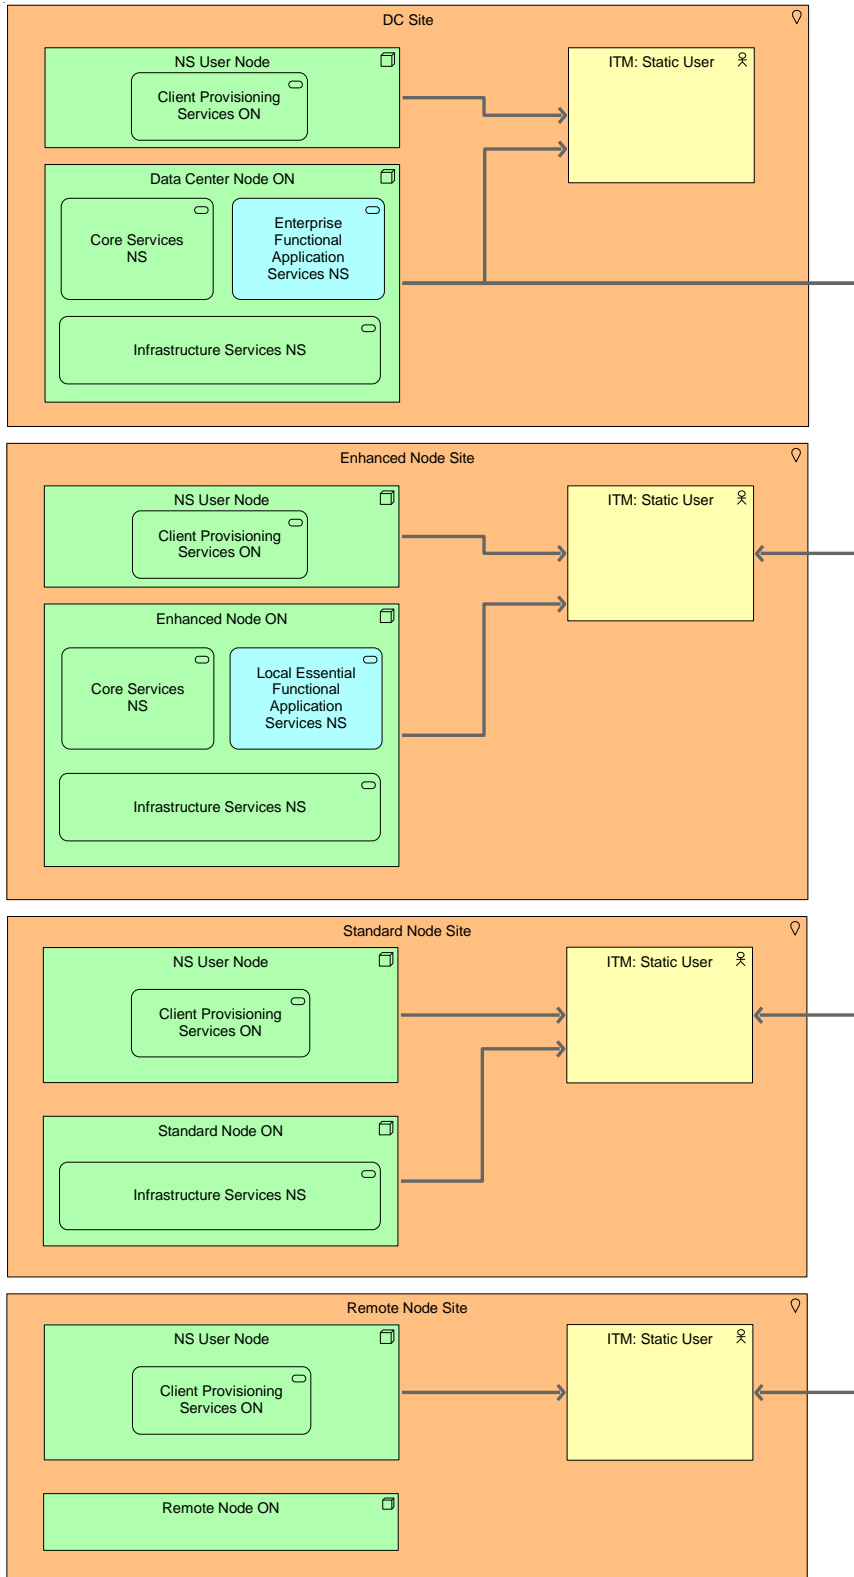 DC Site
NS User Node
Client Provisioning
Services ON
ITM: Static User
Data Center Node ON
Core Services
NS
Enterprise
Functional
Application
Services NS
Infrastructure Services NS
Enhanced Node Site
NS User Node
Client Provisioning
Services ON
ITM: Static User
Enhanced Node ON
Core Services
NS
Local Essential
Functional
Application
Services NS
Infrastructure Services NS
Standard Node Site
NS User Node
Client Provisioning
Services ON
ITM: Static User
Standard Node ON
Infrastructure Services NS
Remote Node Site
NS User Node
Client Provisioning
Services ON
ITM: Static User
Remote Node ON